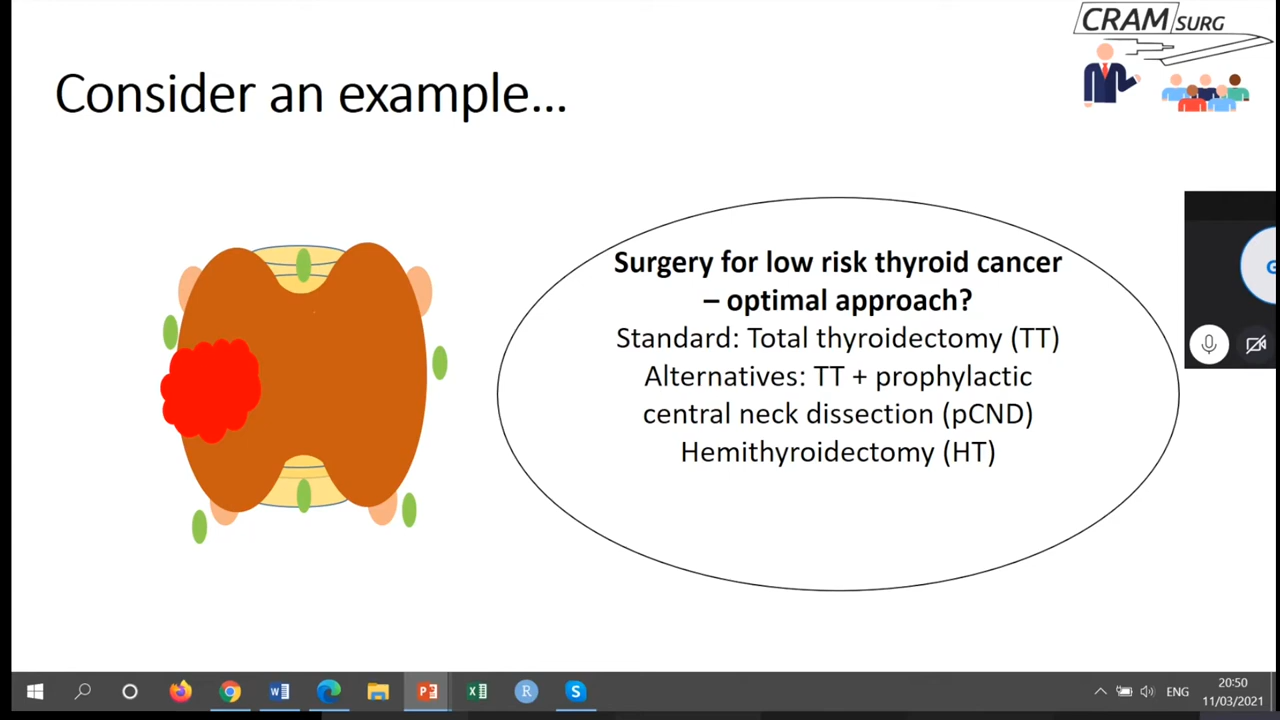 CRAM SURG
Consider an example...
Surgery for low risk thyroid cancer
– optimal approach?
Standard: Total thyroidectomy (TT)
Alternatives: TT + prophylactic
central neck dissection (pCND)
Hemithyroidectomy (HT)
G
ENG
20:50
11/03/2021